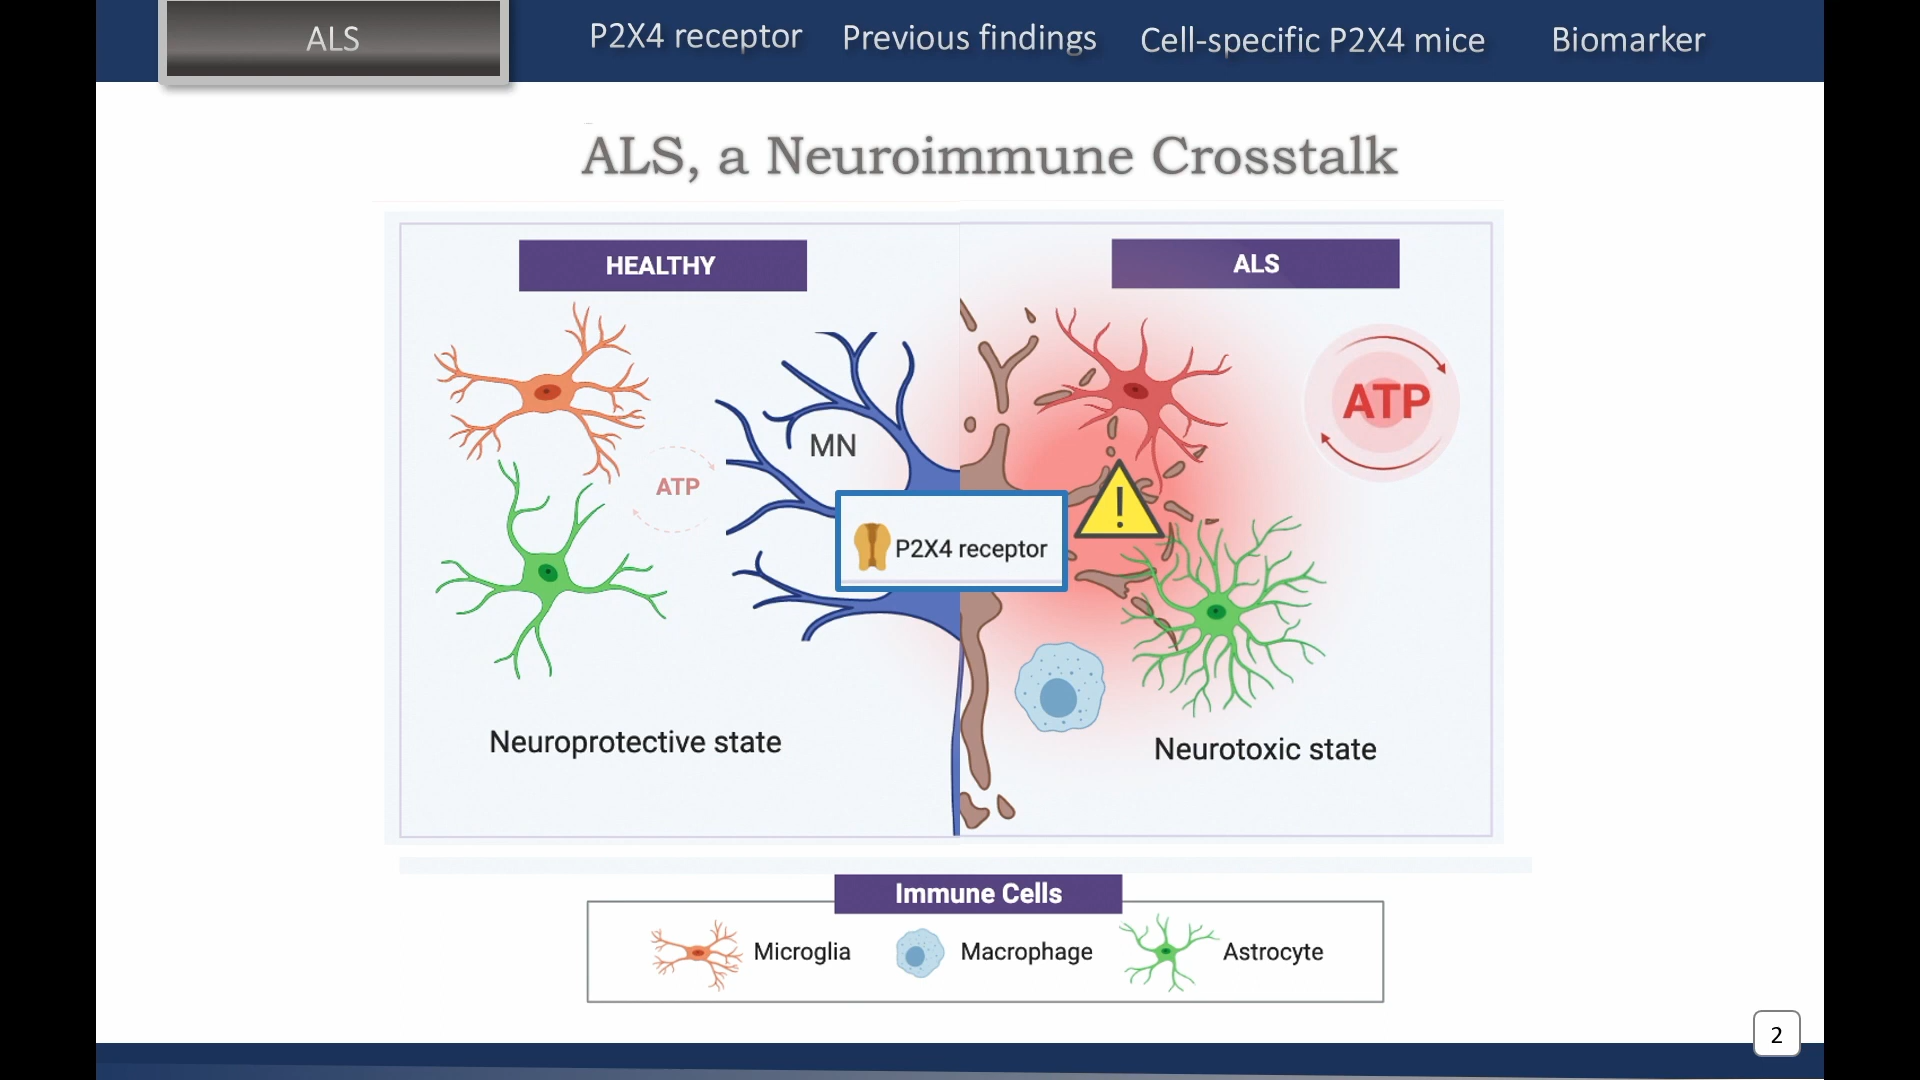 ALS
P2X4 receptor
Previous findings
Cell-specific P2X4 mice
Biomarker
ALS, a Neuroimmune Crosstalk
HEALTHY
ALS
ATP
MN
ATP
P2X4 receptor
Neuroprotective state
Neurotoxic state
Immune Cells
Microglia
Macrophage
Astrocyte
2